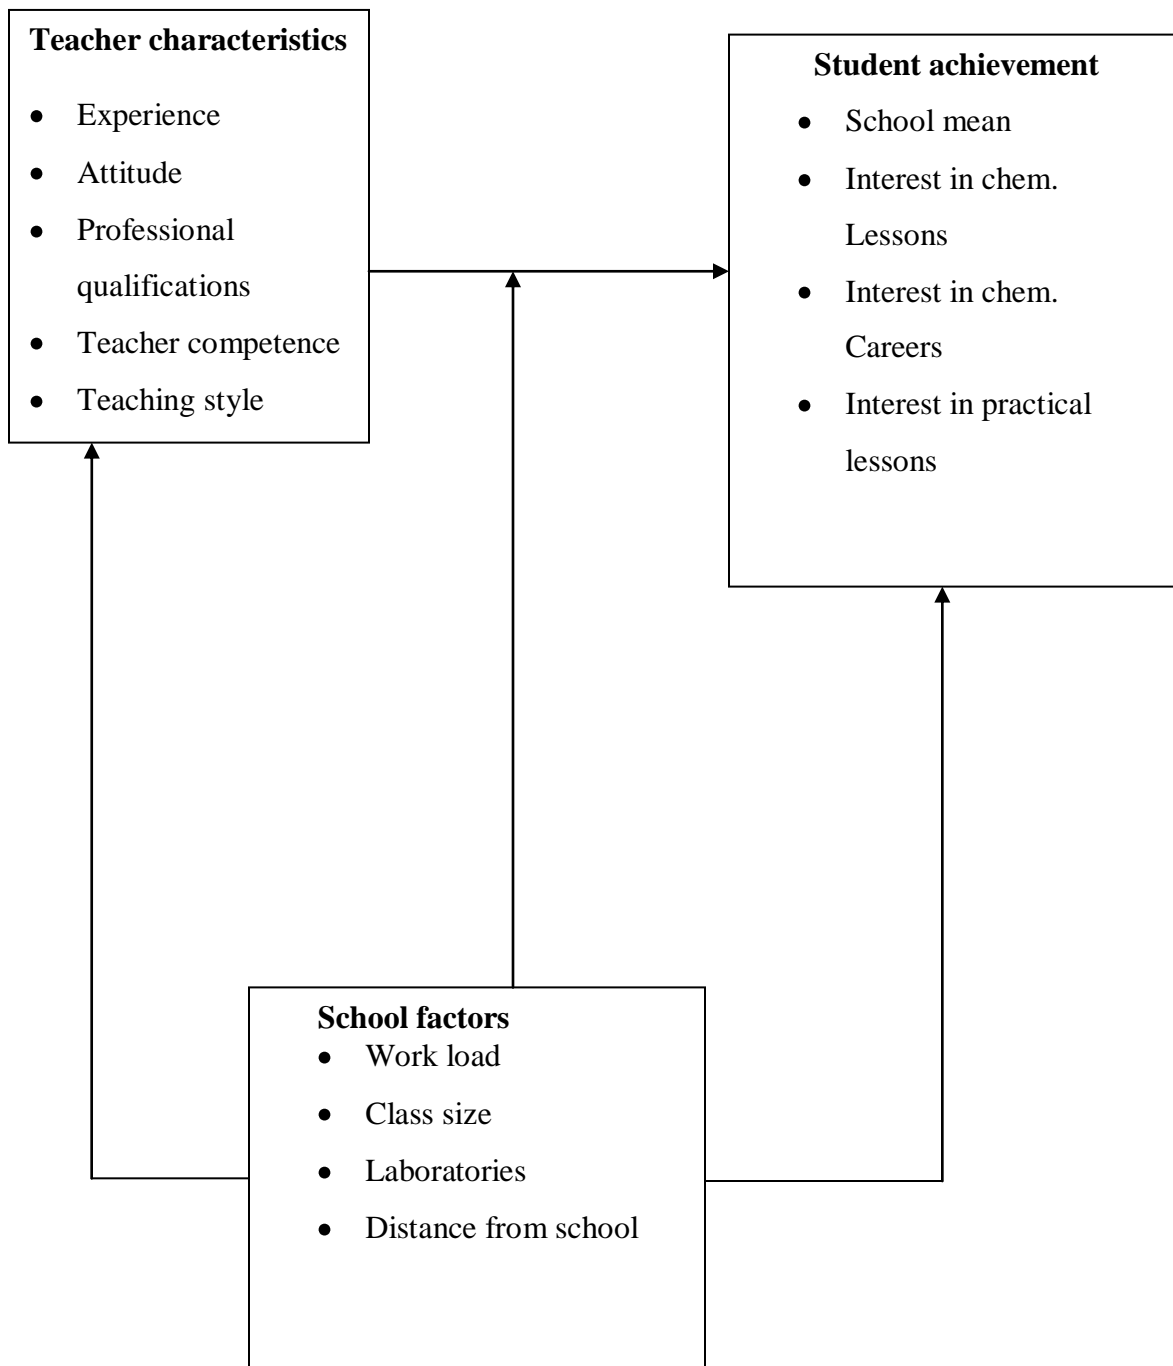 Teacher characteristics
• Experience
• Attitude
• Professional
qualifications
• Teacher competence
• Teaching style
Student achievement
• School mean
• Interest in chem.
Lessons
• Interest in chem.
Careers
• Interest in practical
lessons
School factors
• Work load
• Class size
• Laboratories
• Distance from school